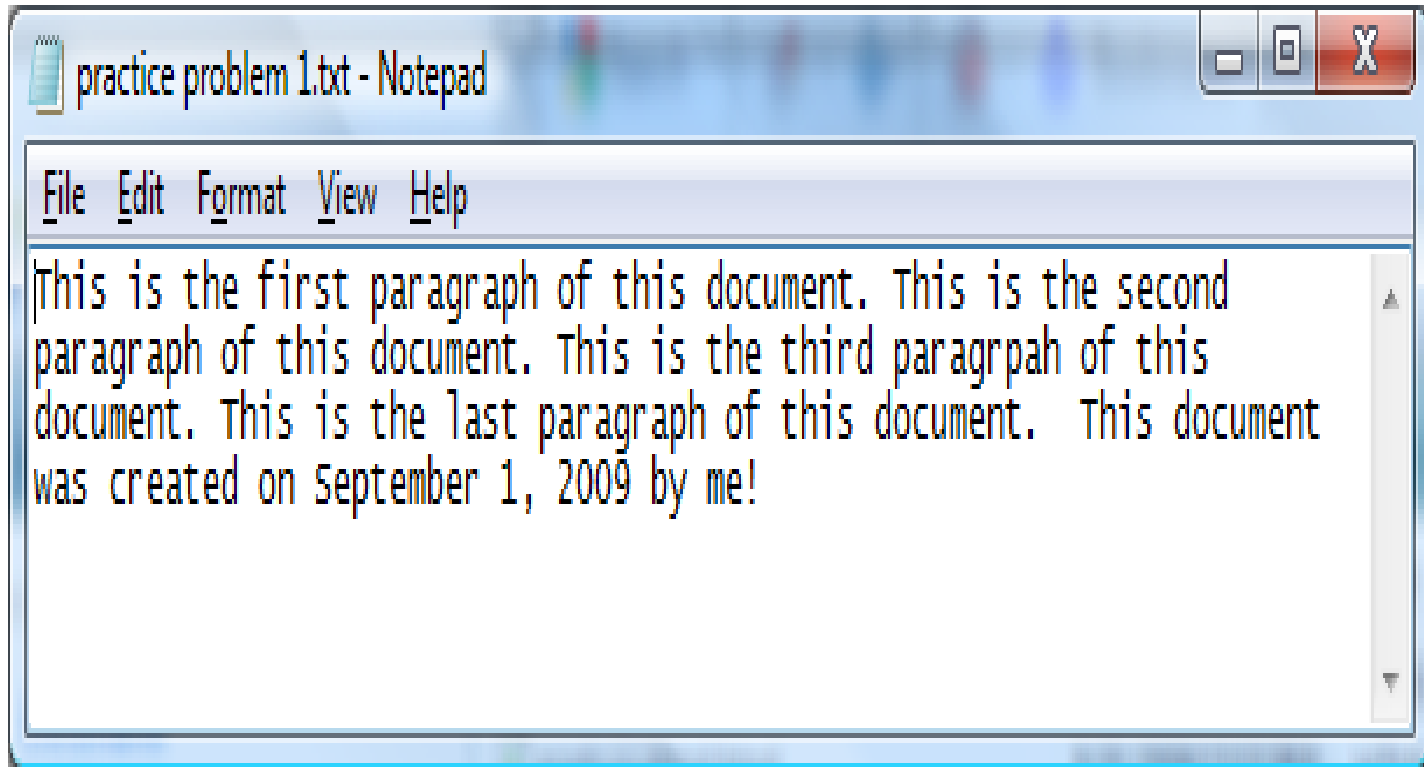 practice problem 1.txt - Notepad
File Edit Format View Help
This is the first paragraph of this document. This is the second
paragraph of this document. This is the third paragrpah of this
document. This is the last paragraph of this document.  This document
was created on September 1, 2009 by me!